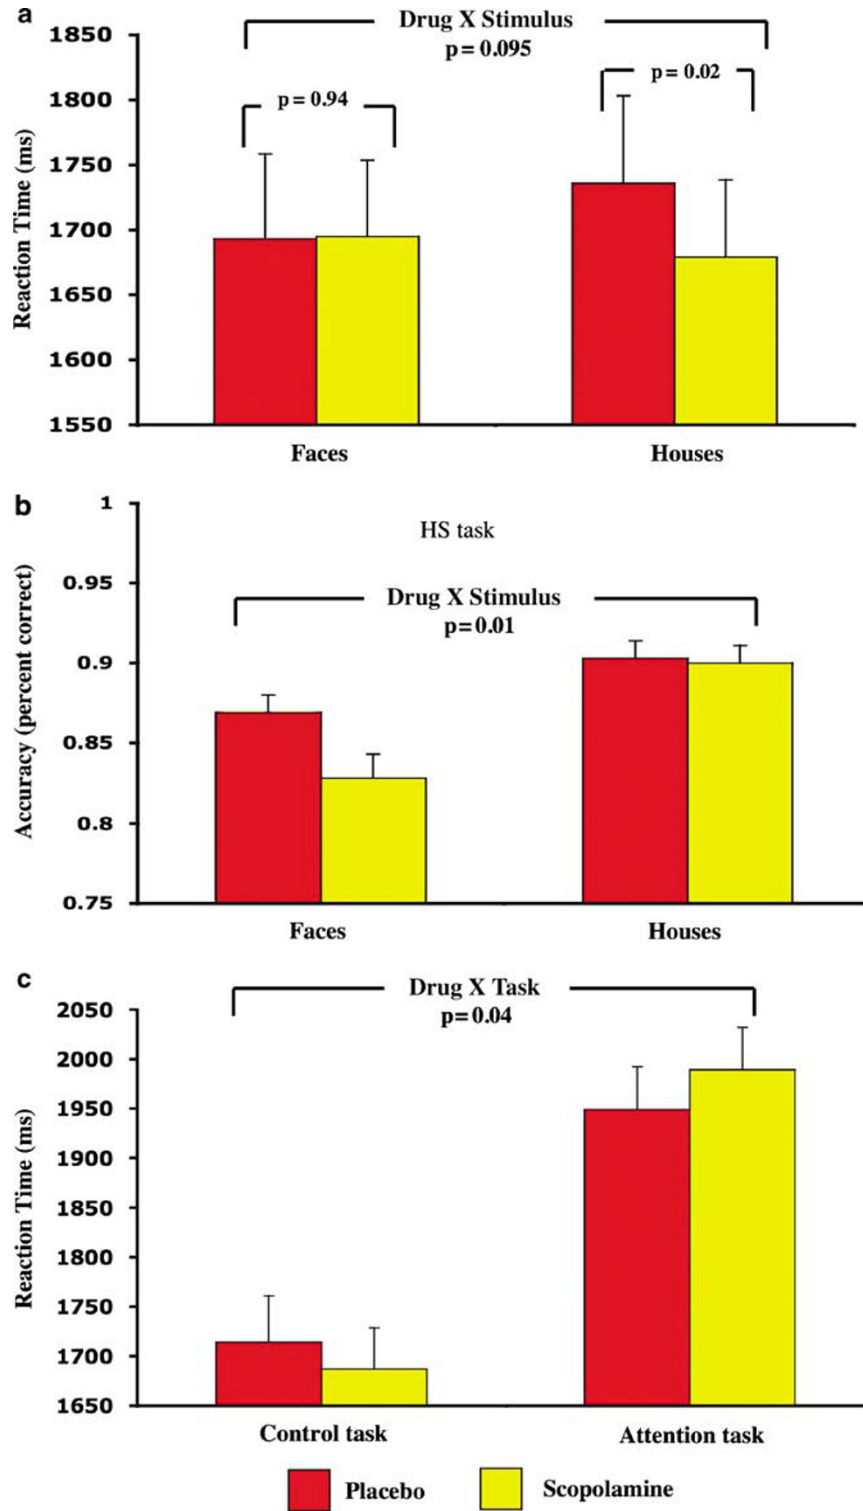 a
Drug X Stimulus
p = 0.095
p = 0.94
p = 0.02
Reaction Time (ms)
1850
1800
1750
1700
1650
1600
1550
Faces
Houses
b
HS task
Drug X Stimulus
p = 0.01
Accuracy (percent correct)
1
0.95
0.9
0.85
0.8
0.75
Faces
Houses
c
Drug X Task
p = 0.04
Reaction Time (ms)
2050
2000
1950
1900
1850
1800
1750
1700
1650
Control task
Attention task
Placebo
Scopolamine